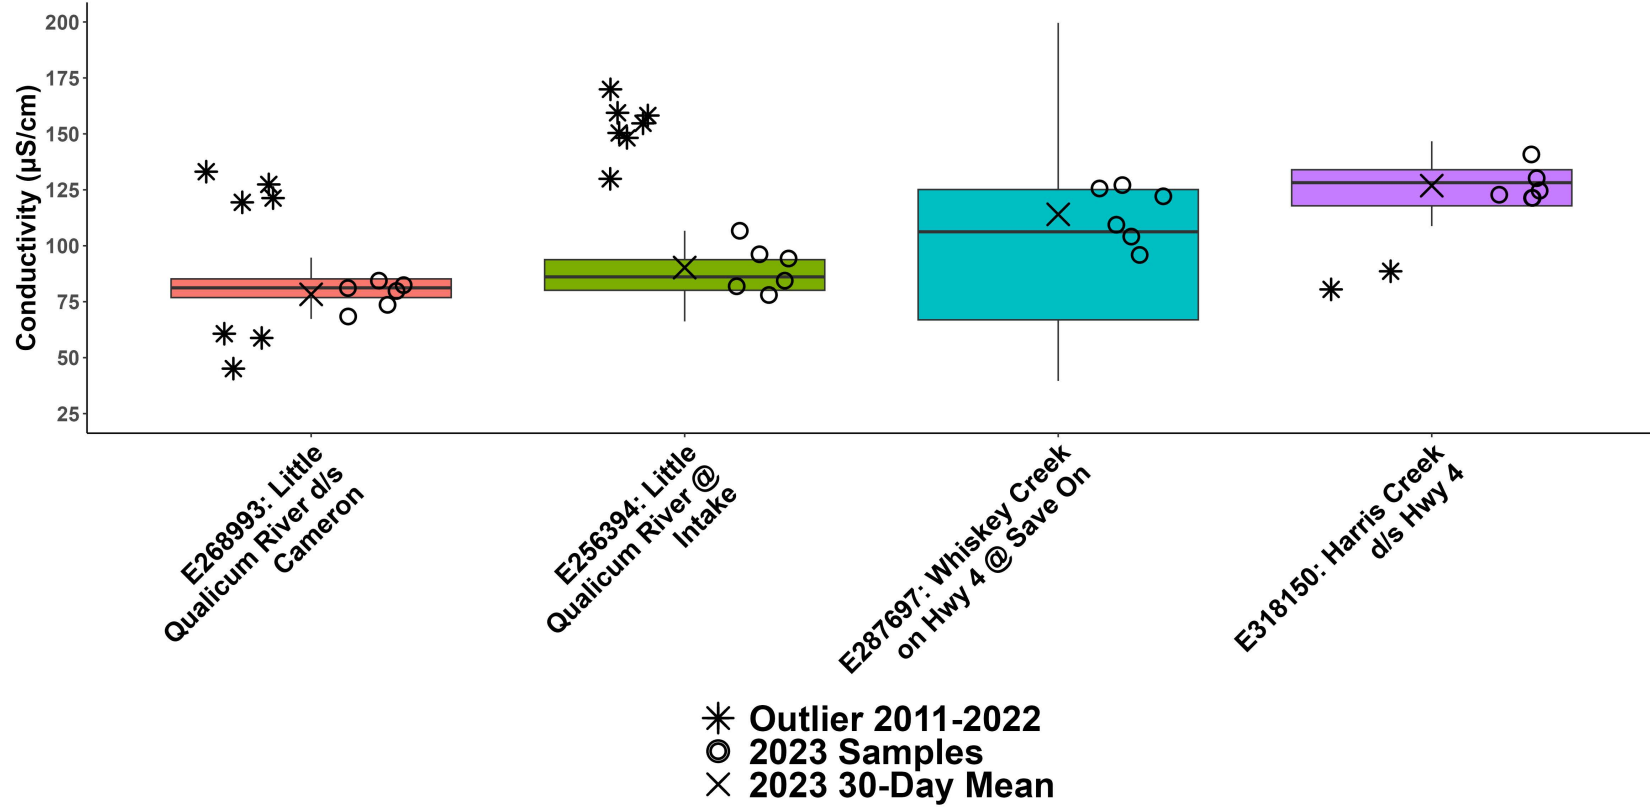 Conductivity (µS/cm)
200
175
150
125
100
75
50
25
E268993: Little
Qualicum River d/s
Cameron
E256394: Little
Qualicum River @
Intake
E287697: Whiskey Creek
on Hwy 4 @ Save On
E318150: Harris Creek
d/s Hwy 4
Outlier 2011-2022
2023 Samples
2023 30-Day Mean